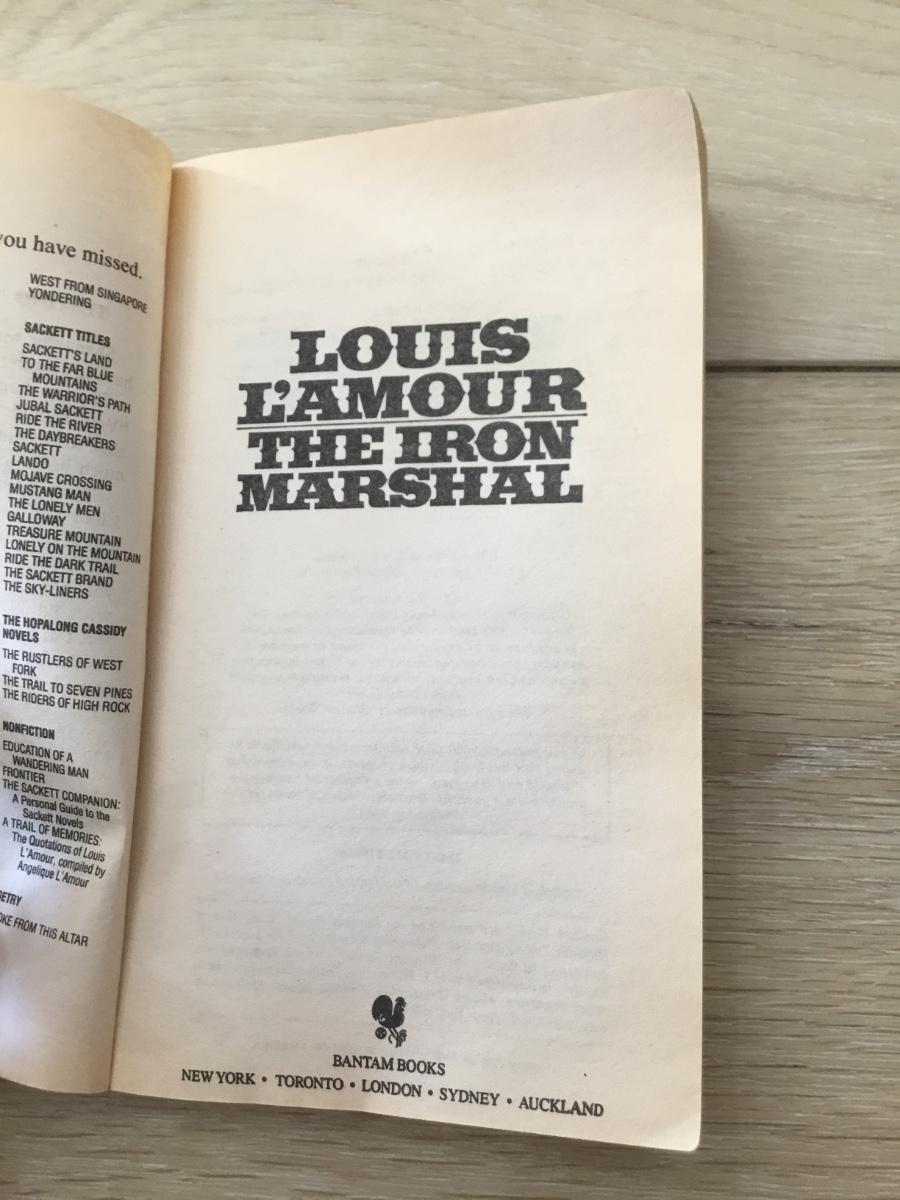 you have missed.
WEST FROM SINGAPORE
YONDERING
SACKETT TITLES
SACKETT'S LAND
TO THE FAR BLUE
MOUNTAINS
THE WARRIOR'S PATH
JUBAL SACKETT
RIDE THE RIVER
THE DAYBREAKERS
SACKETT
LANDO
MOJAVE CROSSING
MUSTANG MAN
THE LONELY MEN
GALLOWAY
TREASURE MOUNTAIN
LONELY ON THE MOUNTAIN
RIDE THE DARK TRAIL
THE SACKETT BRAND
THE SKY-LINERS
THE HOPALONG CASSIDY
NOVELS
THE RUSTLERS OF WEST
FORK
THE TRAIL TO SEVEN PINES
THE RIDERS OF HIGH ROCK
NONFICTION
EDUCATION OF A
WANDERING MAN
FRONTIER
THE SACKETT COMPANION:
A Personal Guide to the
Sackett Novels
A TRAIL OF MEMORIES:
The Quotations of Louis
L'Amour, compiled by
Angelique L'Amour
FROM THIS ALTAR
LOUIS
L'AMOUR
THE IRON
MARSHAL
BANTAM BOOKS
NEW YORK • TORONTO • LONDON • SYDNEY • AUCKLAND